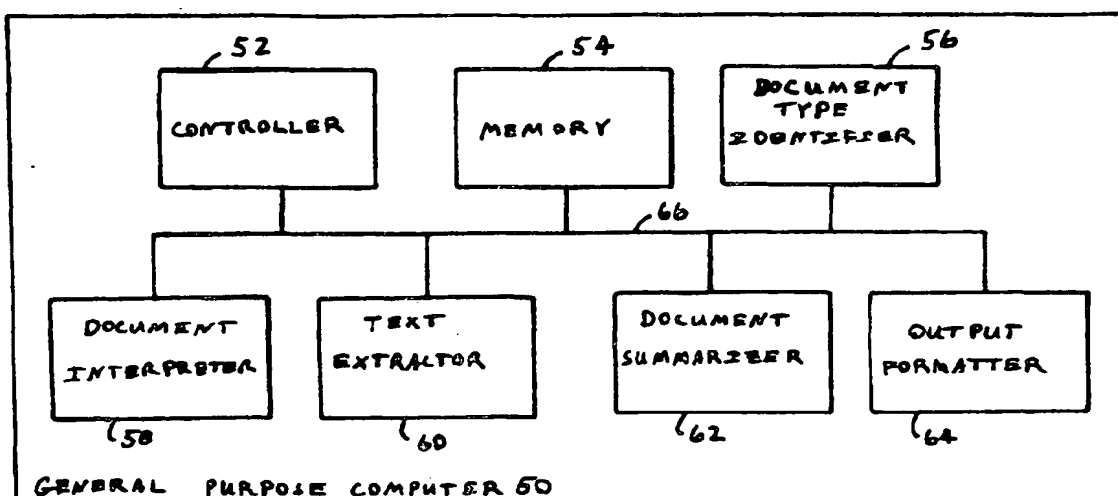 52
54
56
CONTROLLER
MEMORY
DOCUMENT
TYPE
IDENTIFIER
66
DOCUMENT
INTERPRETER
TEXT
EXTRACTOR
DOCUMENT
SUMMARIZER
OUTPUT
FORMATTER
58
60
62
64
GENERAL PURPOSE COMPUTER 50